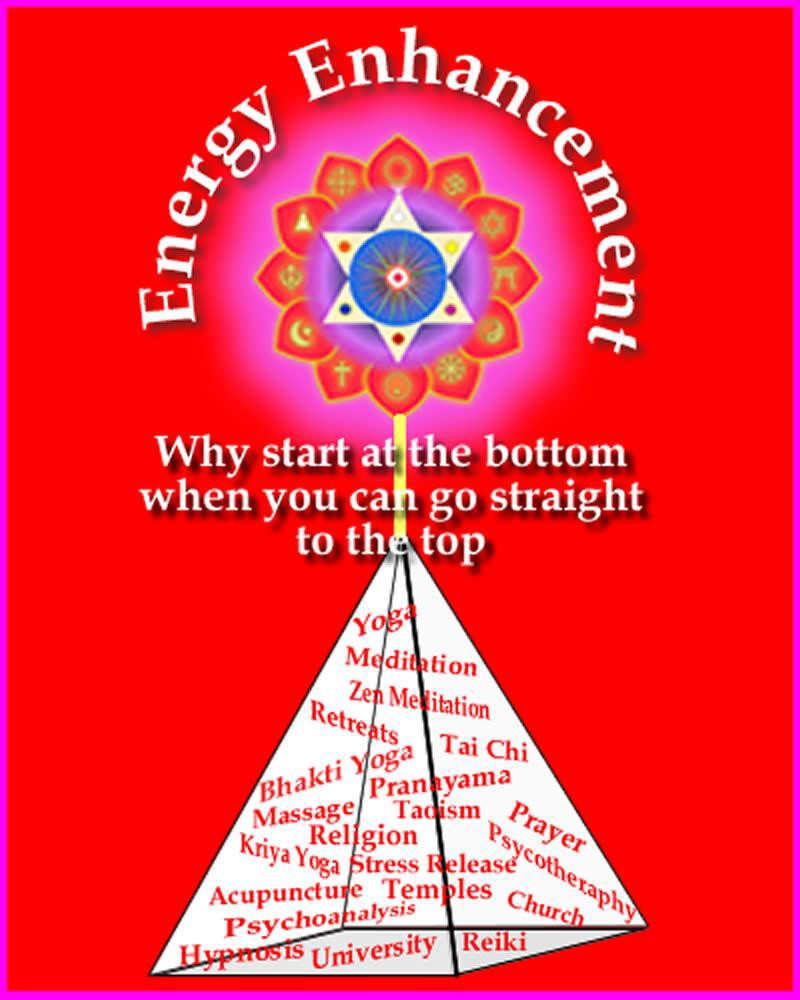 Energy Enhancement
Why start at the bottom
when you can go straight
to the top
Yoga
Meditation
Zen Meditation
Retreats
Tai Chi
Bhakti Yoga
Pranayama
Massage
Taoism
Prayer
Religion
Psycotheraphy
Kriya Yoga
Stress Release
Acupuncture
Temples
Church
Psychoanalysis
Hypnosis
University
Reiki